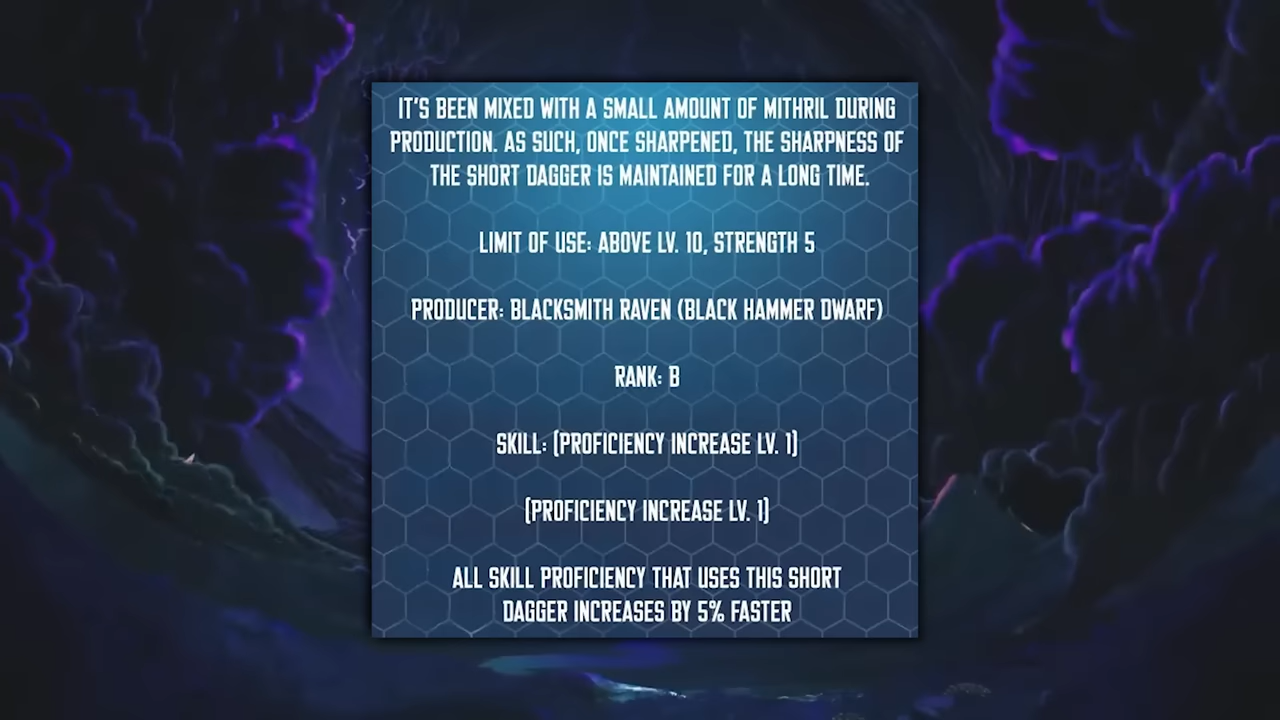 IT'S BEEN MIXED WITH A SMALL AMOUNT OF MITHRIL DURING
PRODUCTION. AS SUCH, ONCE SHARPENED, THE SHARPNESS OF
THE SHORT DAGGER IS MAINTAINED FOR A LONG TIME.
LIMIT OF USE: ABOVE LV. 10, STRENGTH 5
PRODUCER: BLACKSMITH RAVEN (BLACK HAMMER DWARF)
RANK: B
SKILL: [PROFICIENCY INCREASE LV. 1]
[PROFICIENCY INCREASE LV. 1]
ALL SKILL PROFICIENCY THAT USES THIS SHORT
DAGGER INCREASES BY 5% FASTER